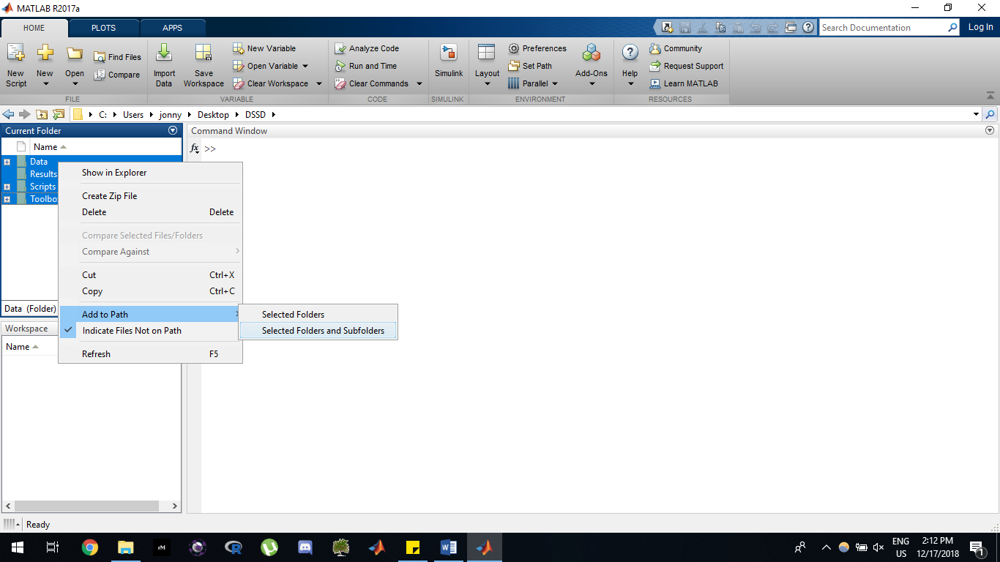 MATLAB R2017a
HOME PLOTS APPS
Search Documentation
Log In
New Script
New
Open
Find Files
Compare
FILE
Import Data
Save Workspace
New Variable
Open Variable
Clear Workspace
VARIABLE
Analyze Code
Run and Time
Clear Commands
CODE
Simulink
SIMULINK
Layout
Preferences
Set Path
Parallel
Add-Ons
ENVIRONMENT
Help
Community
Request Support
Learn MATLAB
RESOURCES
C: Users jonny Desktop DSSD
Current Folder
Name
Data
Results
Scripts
Toolbo
Data (Folder)
Workspace
Name
Command Window
fx >>
Show in Explorer
Create Zip File
Delete Delete
Compare Selected Files/Folders
Compare Against
Cut Ctrl+X
Copy Ctrl+C
Add to Path
Indicate Files Not on Path
Refresh F5
Selected Folders
Selected Folders and Subfolders
Ready
rM
R
W
ENG
US
2:12 PM
12/17/2018
1